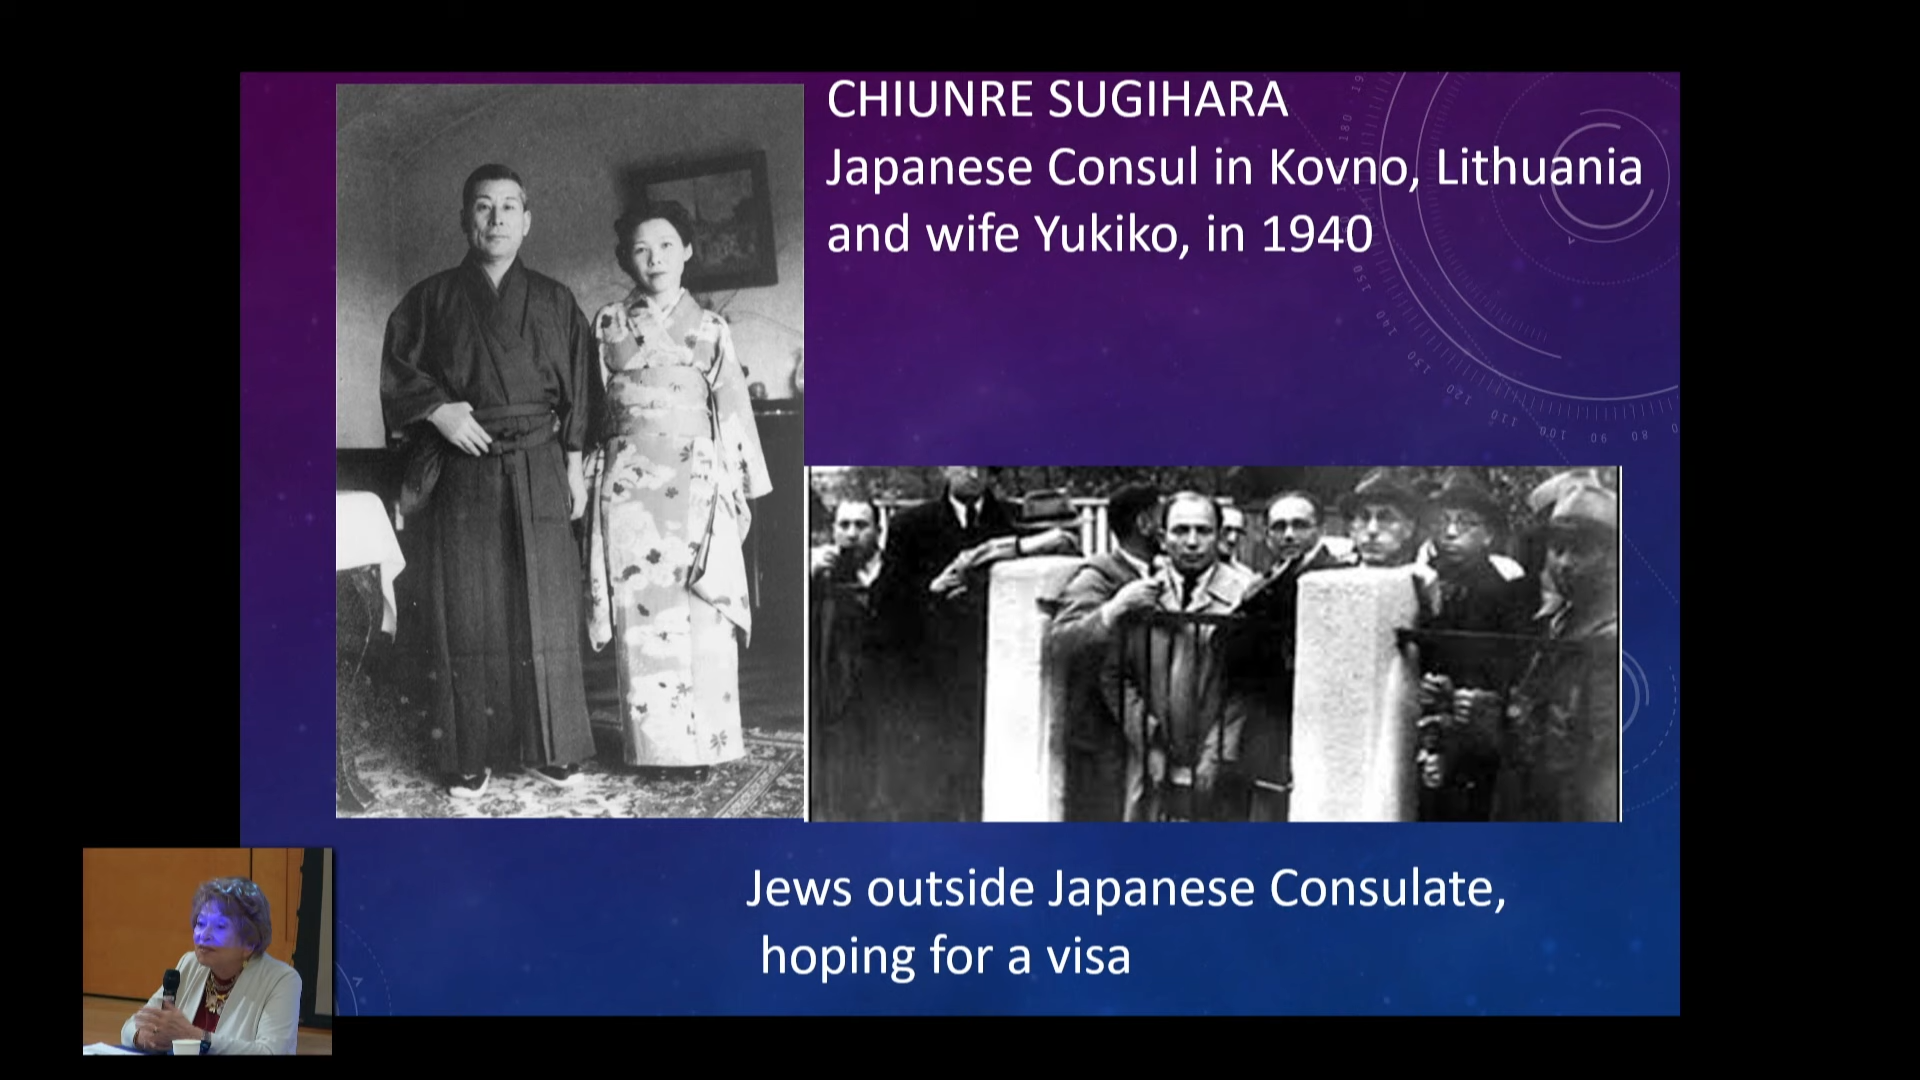 CHIUNRE SUGIHARA
Japanese Consul in Kovno, Lithuania
and wife Yukiko, in 1940
Jews outside Japanese Consulate,
hoping for a visa